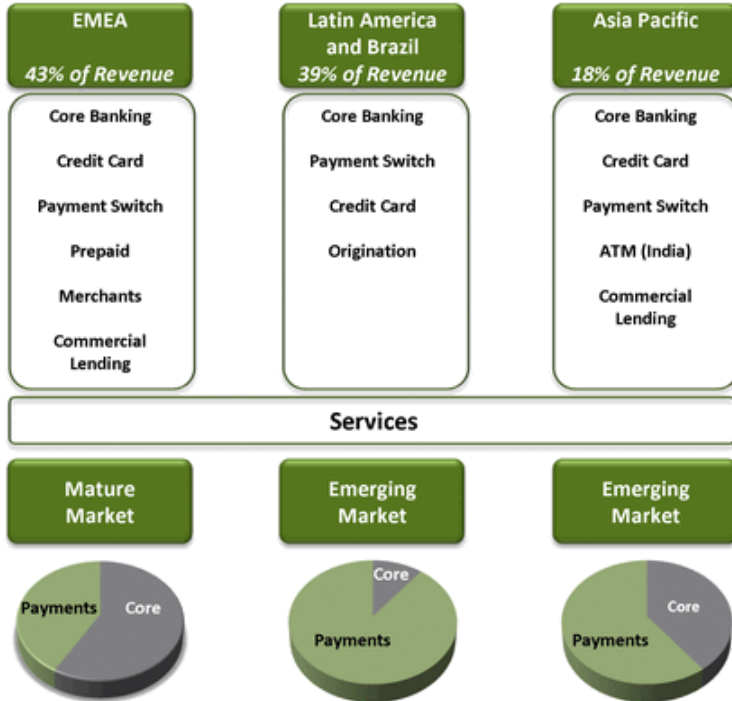 EMEA
43% of Revenue
Latin America
and Brazil
39% of Revenue
Asia Pacific
18% of Revenue
Core Banking
Credit Card
Payment Switch
Prepaid
Merchants
Commercial
Lending
Core Banking
Payment Switch
Credit Card
Origination
Core Banking
Credit Card
Payment Switch
ATM (India)
Commercial
Lending
Services
Mature
Market
Emerging
Market
Emerging
Market
Payments
Core
Core
Payments
Core
Payments